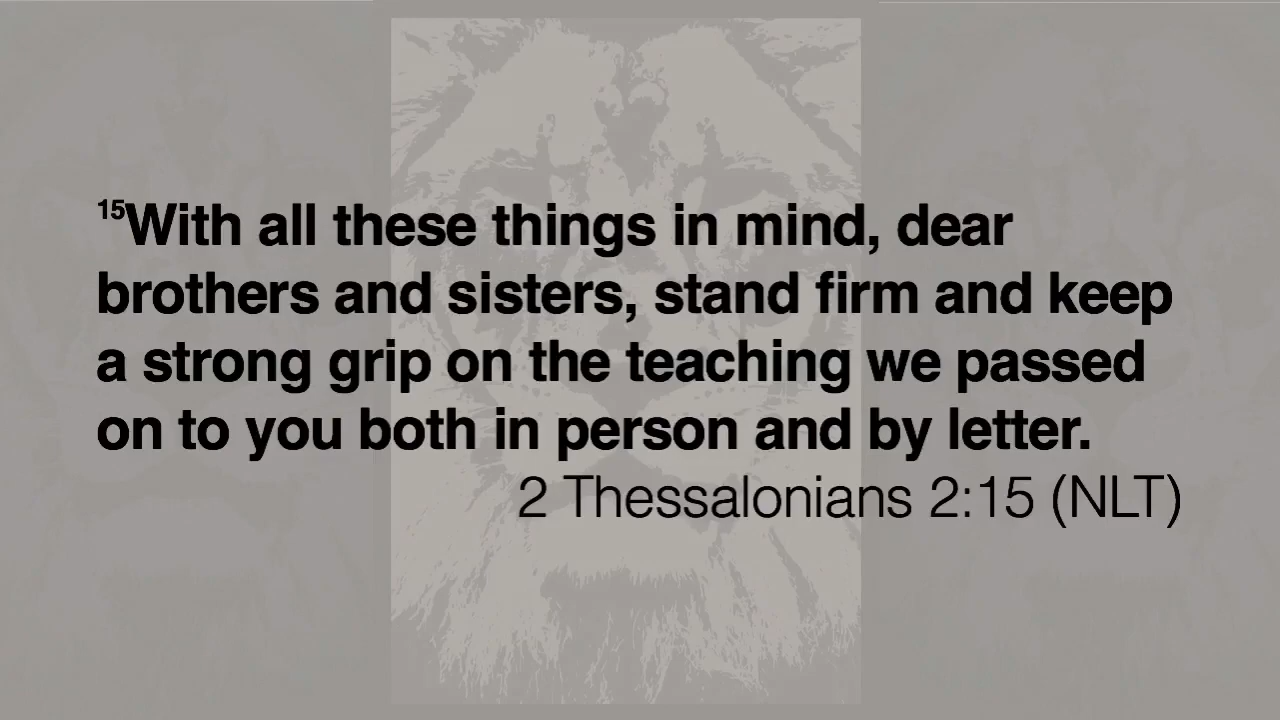 15With all these things in mind, dear
brothers and sisters, stand firm and keep
a strong grip on the teaching we passed
on to you both in person and by letter.
2 Thessalonians 2:15 (NLT)